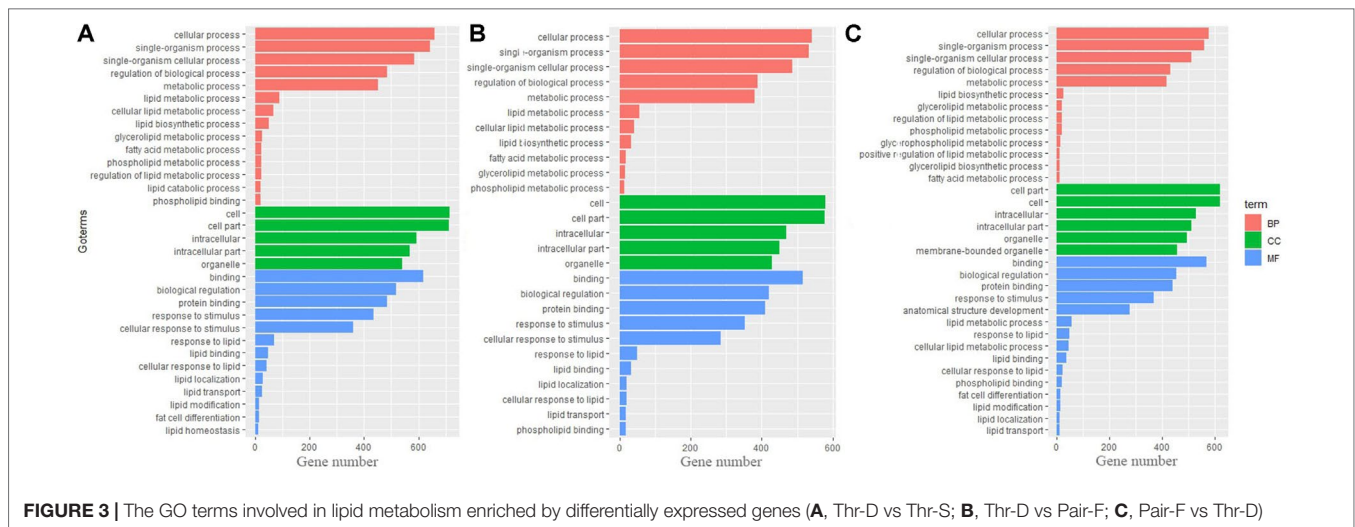 A
cellular process
single-organism process
single-organism cellular process
regulation of biological process
metabolic process
lipid metabolic process
cellular lipid metabolic process
lipid biosynthetic process
glycerolipid metabolic process
fatty acid metabolic process
phospholipid metabolic process
regulation of lipid metabolic process
lipid catabolic process
phospholipid binding
cell
cell part
intracellular
intracellular part
organelle
binding
biological regulation
protein binding
response to stimulus
cellular response to stimulus
response to lipid
lipid binding
cellular response to lipid
lipid localization
lipid transport
lipid modification
fat cell differentiation
lipid homeostasis
Goterms
0 200 400 600
Gene number
B
cellular process
single-organism process
single-organism cellular process
regulation of biological process
metabolic process
lipid metabolic process
cellular lipid metabolic process
lipid biosynthetic process
fatty acid metabolic process
glycerolipid metabolic process
phospholipid metabolic process
cell
cell part
intracellular
intracellular part
organelle
binding
biological regulation
protein binding
response to stimulus
cellular response to stimulus
response to lipid
lipid binding
lipid localization
cellular response to lipid
lipid transport
phospholipid binding
0 200 400 600
Gene number
C
cellular process
single-organism process
single-organism cellular process
regulation of biological process
metabolic process
lipid biosynthetic process
glycerolipid metabolic process
regulation of lipid metabolic process
phospholipid metabolic process
glycerophospholipid metabolic process
positive regulation of lipid metabolic process
glycerolipid biosynthetic process
fatty acid metabolic process
cell part
cell
intracellular
intracellular part
organelle
membrane-bounded organelle
binding
biological regulation
protein binding
response to stimulus
anatomical structure development
lipid metabolic process
response to lipid
cellular lipid metabolic process
lipid binding
cellular response to lipid
phospholipid binding
fat cell differentiation
lipid modification
lipid localization
lipid transport
0 200 400 600
Gene number
term
BP
CC
MF
FIGURE 3 | The GO terms involved in lipid metabolism enriched by differentially expressed genes (A, Thr-D vs Thr-S; B, Thr-D vs Pair-F; C, Pair-F vs Thr-D)